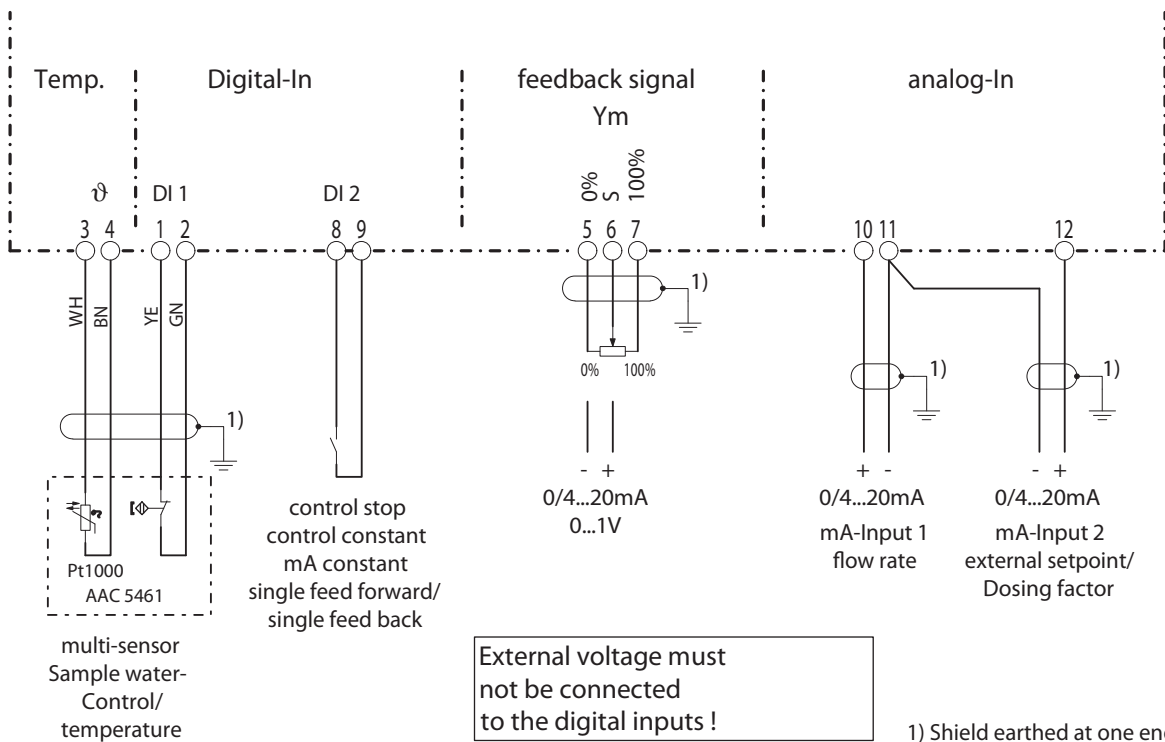 Temp.
Digital-In
feedback signal
Ym
analog-In
ϑ
DI 1
DI 2
0%
S
100%
3
4
1
2
8
9
5
6
7
10
11
12
WH
BN
YE
GN
1)
1)
1)
1)
0%
100%
Pt1000
AAC 5461
ϑ
multi-sensor
Sample water-
Control/
temperature
control stop
control constant
mA constant
single feed forward/
single feed back
- +
0/4...20mA
0...1V
+ -
0/4...20mA
mA-Input 1
flow rate
- +
0/4...20mA
mA-Input 2
external setpoint/
Dosing factor
External voltage must
not be connected
to the digital inputs !
1) Shield earthed at one en